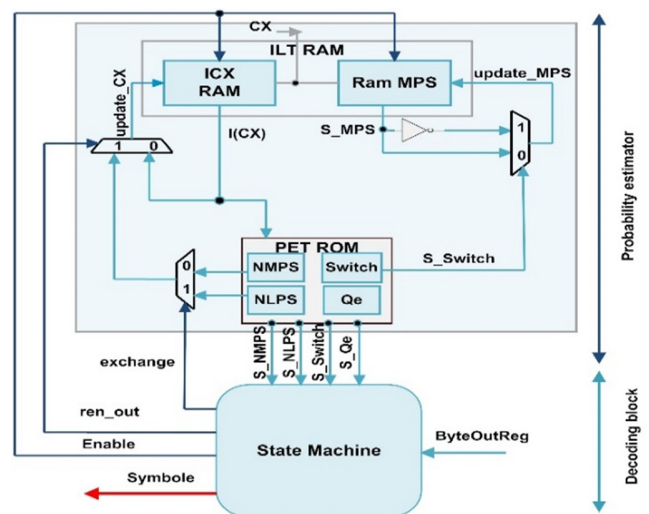 CX
ILT RAM
ICX
RAM
Ram MPS
update_MPS
update_CX
S_MPS
1
0
I(CX)
1
0
Probability estimator
PET ROM
NMPS
Switch
S_Switch
0
1
NLPS
Qe
S_NMPS
S_NLPS
S_Switch
S_Qe
exchange
ren_out
Enable
State Machine
ByteOutReg
Symbole
Decoding block